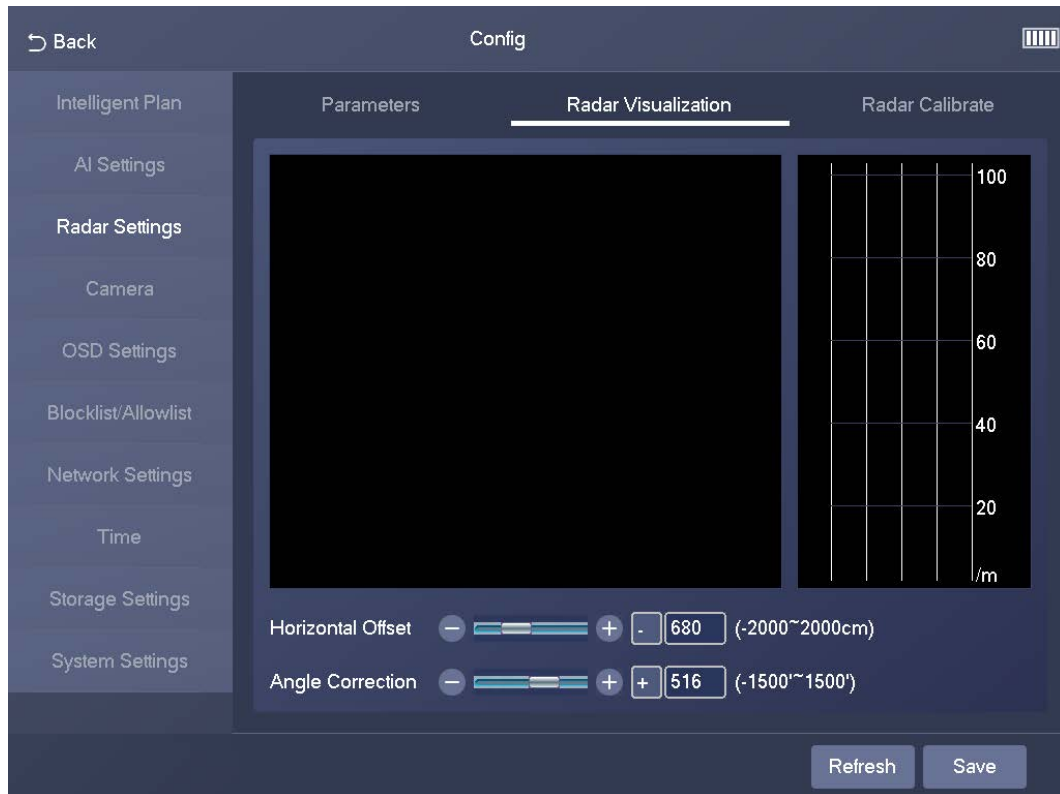 Back
Config
Intelligent Plan
AI Settings
Radar Settings
Camera
OSD Settings
Blocklist/Allowlist
Network Settings
Time
Storage Settings
System Settings
Parameters
Radar Visualization
Radar Calibrate
100
80
60
40
20
/m
Horizontal Offset - + - 680 (-2000~2000cm)
Angle Correction - + + 516 (-1500'~1500')
Refresh
Save